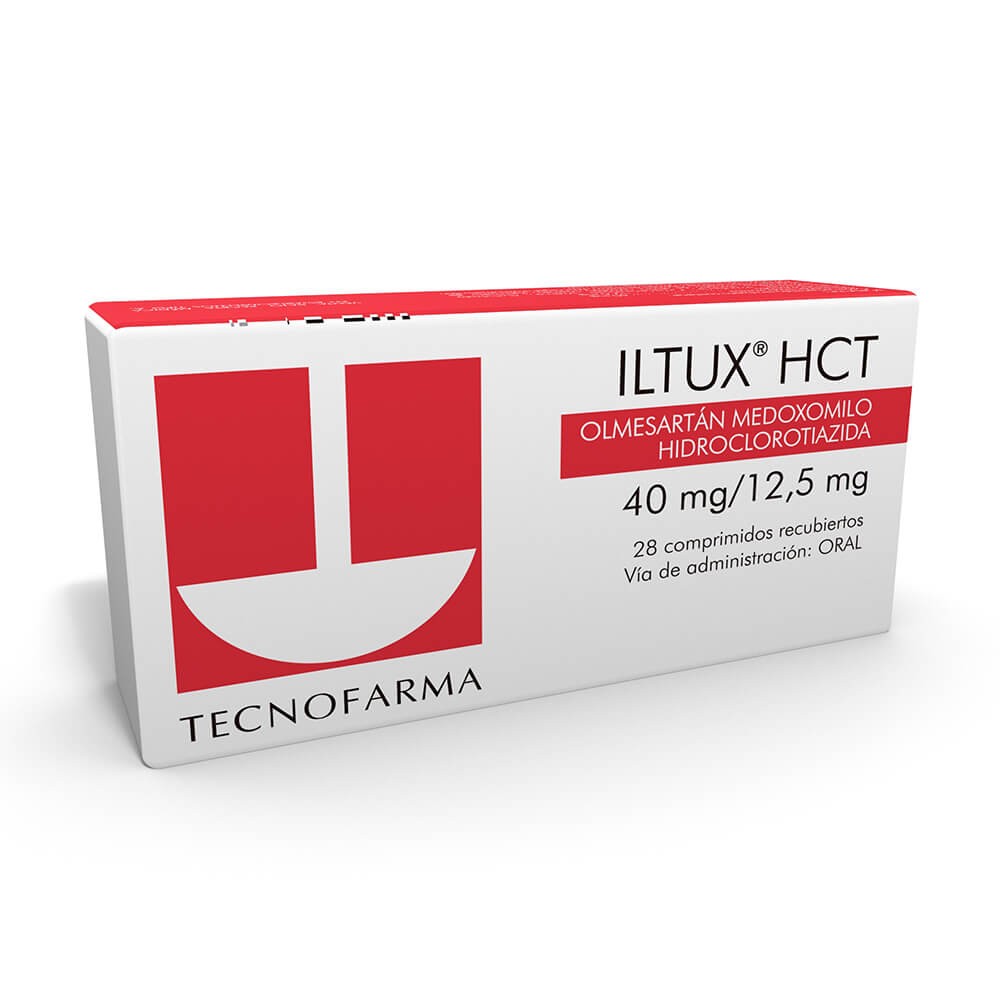 ILTUX® HCT
OLMESARTÁN MEDOXOMILO
HIDROCLOROTIAZIDA
40 mg/12,5 mg
28 comprimidos recubiertos
Vía de administración: ORAL
TECNOFARMA